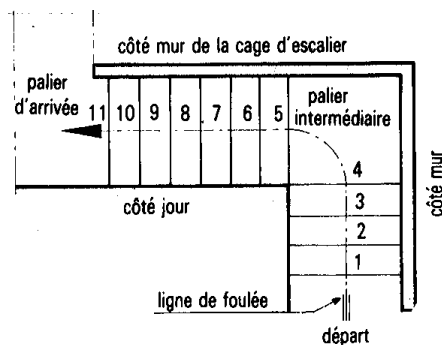 côté mur de la cage d'escalier
palier
d'arrivée
11 10 9 8 7 6 5
palier
intermédiaire
4
3
2
1
côté mur
côté jour
ligne de foulée
départ